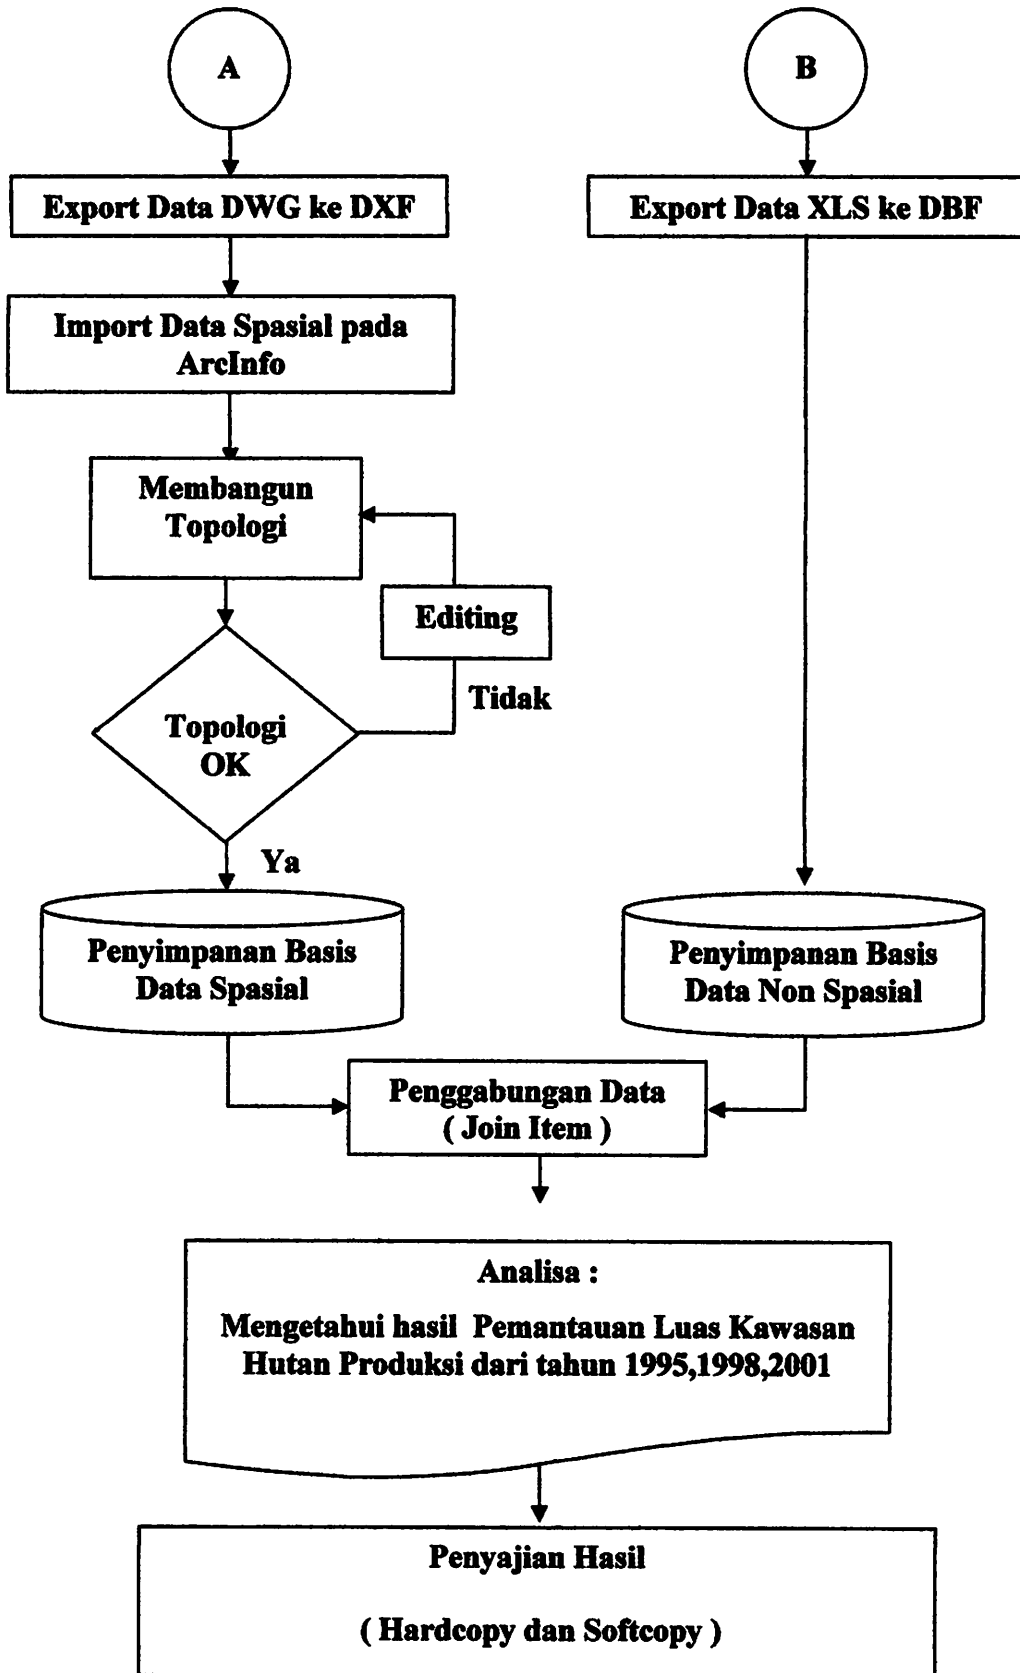 A
B
Export Data DWG ke DXF
Export Data XLS ke DBF
Import Data Spasial pada
ArcInfo
Membangun
Topologi
Editing
Tidak
Topologi
OK
Ya
Penyimpanan Basis
Data Spasial
Penyimpanan Basis
Data Non Spasial
Penggabungan Data
( Join Item )
Analisa :
Mengetahui hasil Pemantauan Luas Kawasan
Hutan Produksi dari tahun 1995,1998,2001
Penyajian Hasil
( Hardcopy dan Softcopy )